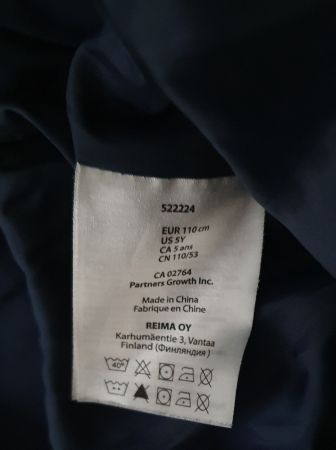 522224
EUR 110 cm
US 5Y
CA 5 ans
CN 110/53
CA 02764
Partners Growth Inc.
Made in China
Fabriqué en Chine
REIMA OY
Karhumäentie 3, Vantaa
Finland (Финляндия)
40°